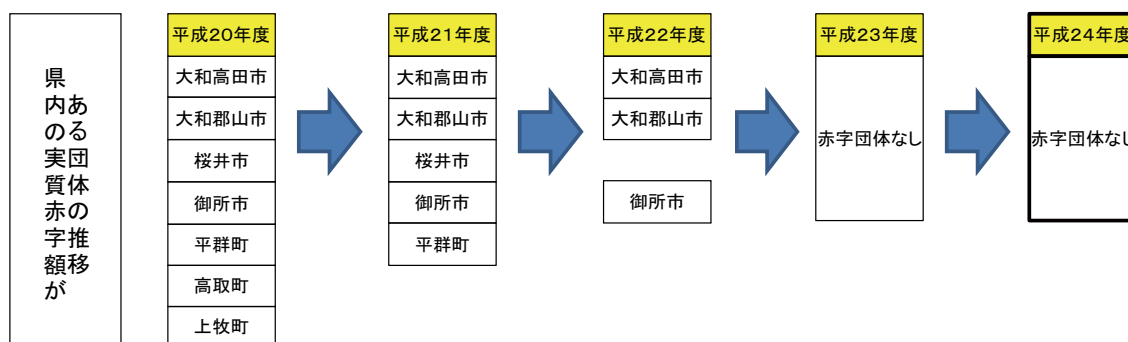 県内の実質赤字額が
ある団体の推移
平成20年度
大和高田市
大和郡山市
桜井市
御所市
平群町
高取町
上牧町
平成21年度
大和高田市
大和郡山市
桜井市
御所市
平群町
平成22年度
大和高田市
大和郡山市
御所市
平成23年度
赤字団体なし
平成24年度
赤字団体なし